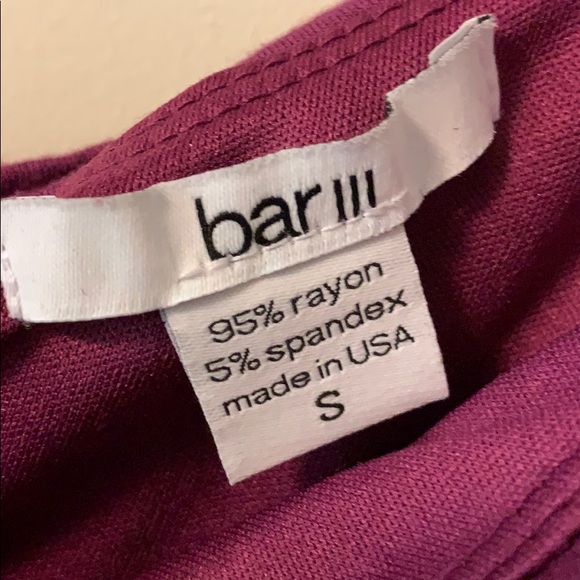 bar III
95% rayon
5% spandex
made in USA
S